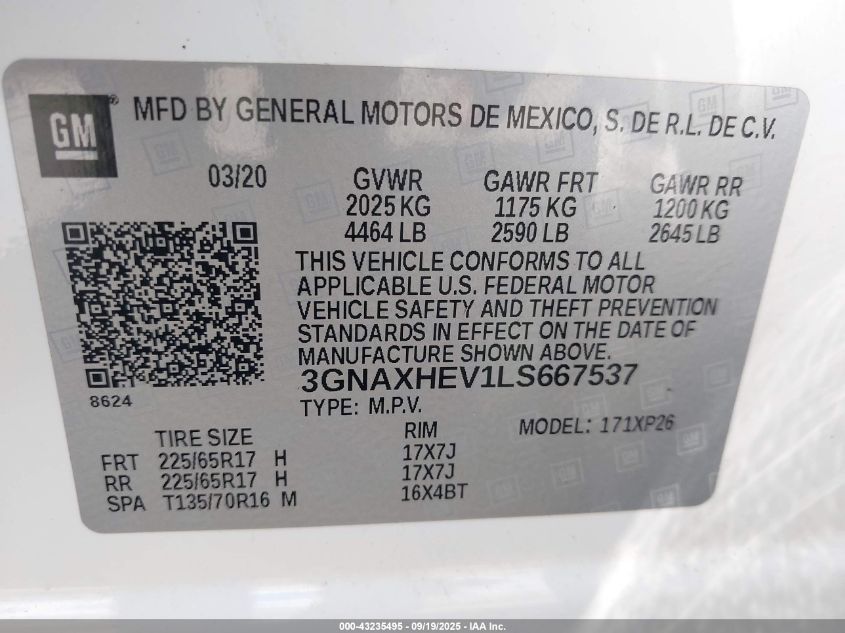 GM® MFD BY GENERAL MOTORS DE MEXICO, S. DE R.L. DE C.V.
03/20 GVWR GAWR FRT GAWR RR
2025 KG 1175 KG 1200 KG
4464 LB 2590 LB 2645 LB
THIS VEHICLE CONFORMS TO ALL
APPLICABLE U.S. FEDERAL MOTOR
VEHICLE SAFETY AND THEFT PREVENTION
STANDARDS IN EFFECT ON THE DATE OF
MANUFACTURE SHOWN ABOVE.
3GNAXHEV1LS667537
8624
TYPE: M.P.V.
MODEL: 171XP26
TIRE SIZE RIM
FRT 225/65R17 H 17X7J
RR 225/65R17 H 17X7J
SPA T135/70R16 M 16X4BT
000-43235495 - 09/19/2025 - IAA Inc.